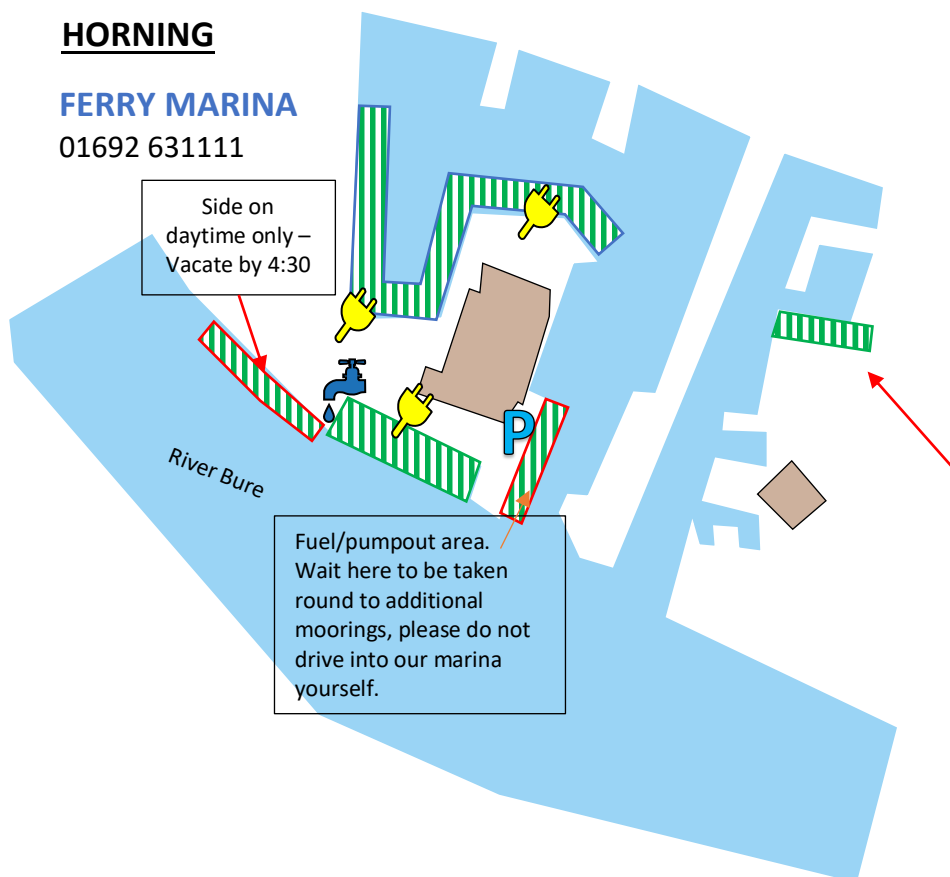 HORNING
FERRY MARINA
01692 631111
Side on
daytime only –
Vacate by 4:30
P
River Bure
Fuel/pumpout area.
Wait here to be taken
round to additional
moorings, please do not
drive into our marina
yourself.